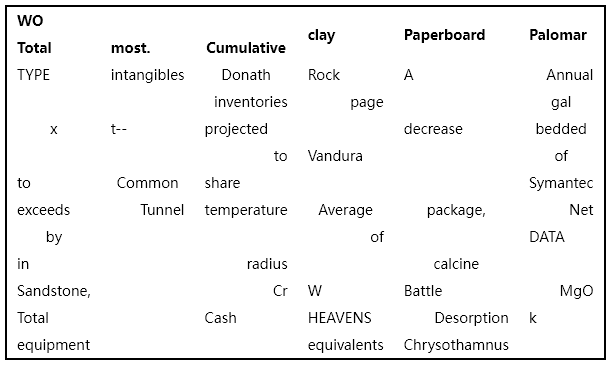 WO Total most. Cumulative clay Paperboard Palomar
TYPE intangibles Donath Rock A Annual
inventories page gal
x t-- projected decrease bedded
to Vandura of
to Common share Symantec
exceeds Tunnel temperature Average package, Net
by of DATA
in radius calcine
Sandstone, Cr W Battle MgO
Total Cash HEAVENS Desorption k
equipment equivalents Chrysothamnus